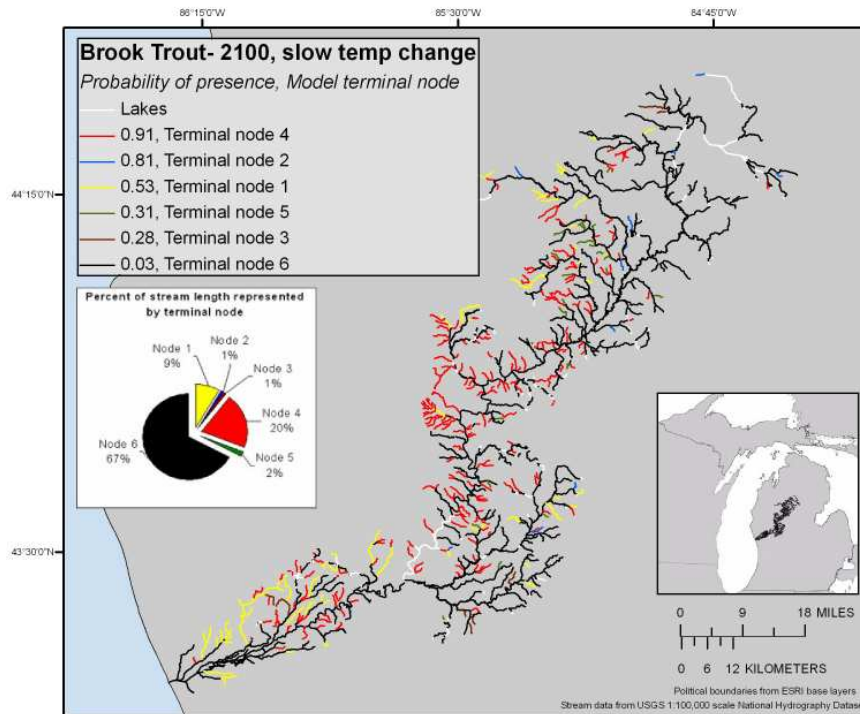 86°15'0"W
85°30'0"W
84°45'0"W
Brook Trout- 2100, slow temp change
Probability of presence, Model terminal node
Lakes
0.91, Terminal node 4
0.81, Terminal node 2
0.53, Terminal node 1
0.31, Terminal node 5
0.28, Terminal node 3
0.03, Terminal node 6
44°15'0"N
Percent of stream length represented
by terminal node
Node 1
9%
Node 2
1%
Node 3
1%
Node 4
20%
Node 5
2%
Node 6
67%
43°30'0"N
0 9 18 MILES
0 6 12 KILOMETERS
Political boundaries from ESRI base layers
Stream data from USGS 1:100,000 scale National Hydrography Datase